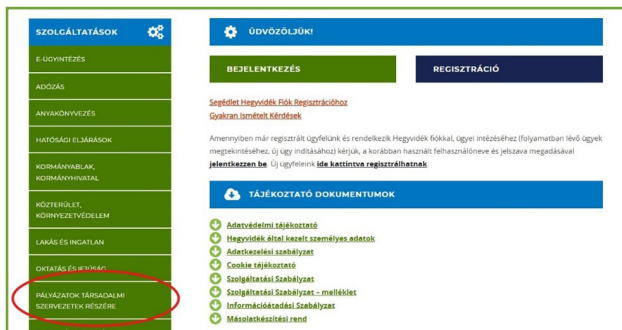 SZOLGÁLTATÁSOK
E-ÜGYINTÉZÉS
ADÓZÁS
ANYAKÖNYVEZÉS
HATÓSÁGI ELJÁRÁSOK
KORMÁNYABLAK,
KORMÁNYHIVATAL
KÖZTERÜLET,
KÖRNYEZETVÉDELEM
LAKÁS ÉS INGATLAN
OKTATÁS ÉS IFJÚSÁG
PÁLYÁZATOK TÁRSADALMI
SZERVEZETEK RÉSZÉRE
ÜDVÖZÖLJÜK!
BEJELENTKEZÉS
REGISZTRÁCIÓ
Segédlet Hegyvidék Fiók Regisztrációhoz
Gyakran Ismételt Kérdések
Amennyiben már regisztrált ügyfelünk és rendelkezik Hegyvidék fiókkal, ügyei intézéséhez (folyamatban lévő ügyek
megtekintéséhez, új ügy indításához) kérjük, a korábban használt felhasználóneve és jelszava megadásával
jelentkezzen be. Új ügyfeleink ide kattintva regisztrálhatnak.
TÁJÉKOZTATÓ DOKUMENTUMOK
Adatvédelmi tájékoztató
Hegyvidék által kezelt személyes adatok
Adatkezelési szabályzat
Cookie tájékoztató
Szolgáltatási Szabályzat
Szolgáltatási Szabályzat – melléklet
Információátadási Szabályzat
Másolatkészítési rend